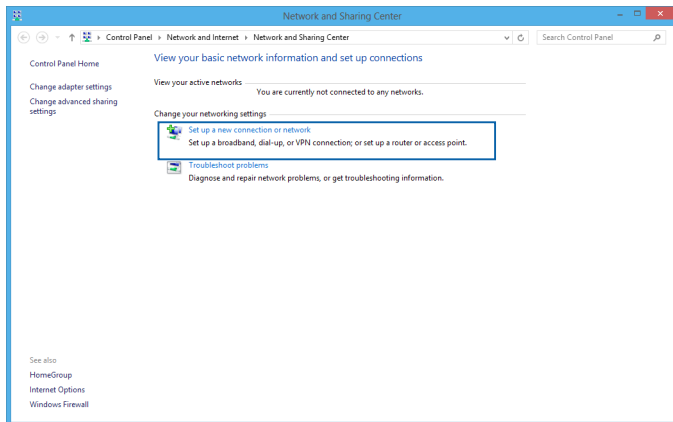 Network and Sharing Center
Control Panel Network and Internet Network and Sharing Center
Search Control Panel
Control Panel Home
Change adapter settings
Change advanced sharing
settings
View your basic network information and set up connections
View your active networks
You are currently not connected to any networks.
Change your networking settings
Set up a new connection or network
Set up a broadband, dial-up, or VPN connection; or set up a router or access point.
Troubleshoot problems
Diagnose and repair network problems, or get troubleshooting information.
See also
HomeGroup
Internet Options
Windows Firewall